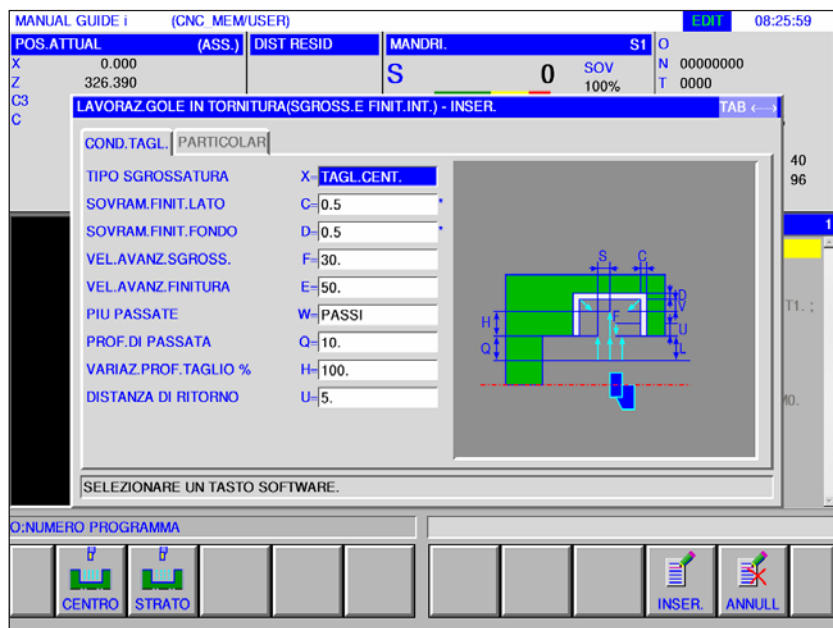 MANUAL GUIDE i (CNC_MEM/USER) EDIT 08:25:59
POS.ATTUAL (ASS.) DIST RESID MANDRI. S1 O
X 0.000 N 00000000
Z 326.390 S 0 SOV 100% T 0000
C3
C
LAVORAZ.GOLE IN TORNITURA(SGROSS.E FINIT.INT.) - INSER. TAB ←→
COND.TAGL. PARTICOLAR
40
96
TIPO SGROSSATURA X=TAGL.CENT.
SOVRAM.FINIT.LATO C=0.5 *
SOVRAM.FINIT.FONDO D=0.5 *
VEL.AVANZ.SGROSS. F=30.
VEL.AVANZ.FINITURA E=50.
PIU PASSATE W=PASSI
PROF.DI PASSATA Q=10.
VARIAZ.PROF.TAGLIO % H=100.
DISTANZA DI RITORNO U=5.
S C
D
V
H F U
Q L
1
T1. ;
M0.
SELEZIONARE UN TASTO SOFTWARE.
O:NUMERO PROGRAMMA
CENTRO STRATO INSER. ANNULL